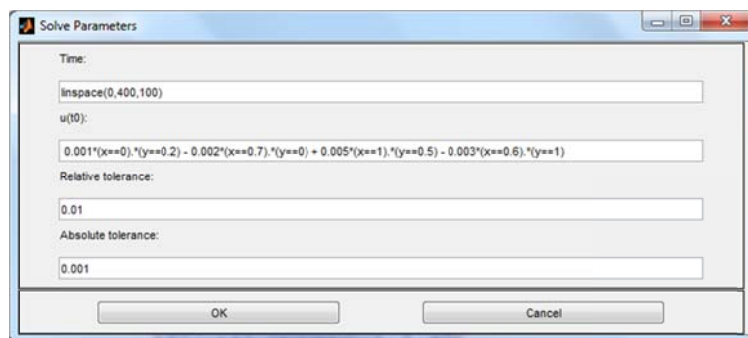 Solve Parameters
Time:
linspace(0,400,100)
u(t0):
0.001*(x==0).*(y==0.2) - 0.002*(x==0.7).*(y==0) + 0.005*(x==1).*(y==0.5) - 0.003*(x==0.6).*(y==1)
Relative tolerance:
0.01
Absolute tolerance:
0.001
OK Cancel